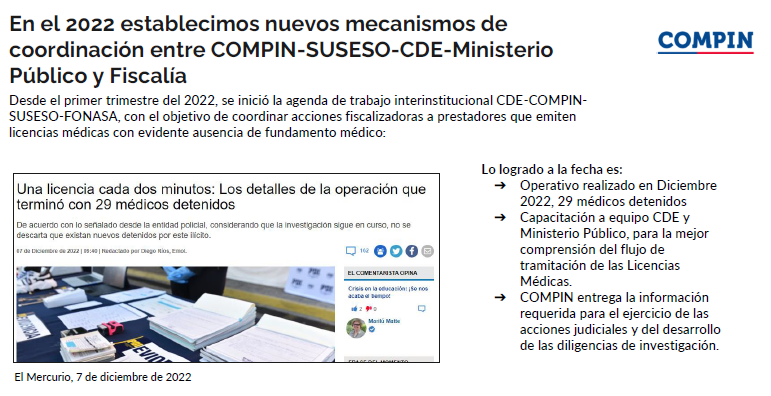 En el 2022 establecimos nuevos mecanismos de
coordinación entre COMPIN-SUSESO-CDE-Ministerio
Público y Fiscalía
COMPIN
Desde el primer trimestre del 2022, se inició la agenda de trabajo interinstitucional CDE-COMPIN-
SUSESO-FONASA, con el objetivo de coordinar acciones fiscalizadoras a prestadores que emiten
licencias médicas con evidente ausencia de fundamento médico:
Una licencia cada dos minutos: Los detalles de la operación que
terminó con 29 médicos detenidos
De acuerdo con lo señalado desde la entidad policial, considerando que la investigación sigue en curso, no se
descarta que existan nuevos detenidos por este ilícito.
07 de Diciembre de 2022 | 05:40 | Redactado por Diego Ríos, Emol.
162
EL COMENTARISTA OPINA
Crisis en la educación: ¡Se nos
acaba el tiempo!
2
0
Marilú Matte
El Mercurio, 7 de diciembre de 2022
Lo logrado a la fecha es:
➔ Operativo realizado en Diciembre
2022, 29 médicos detenidos
➔ Capacitación a equipo CDE y
Ministerio Público, para la mejor
comprensión del flujo de
tramitación de las Licencias
Médicas.
➔ COMPIN entrega la información
requerida para el ejercicio de las
acciones judiciales y del desarrollo
de las diligencias de investigación.